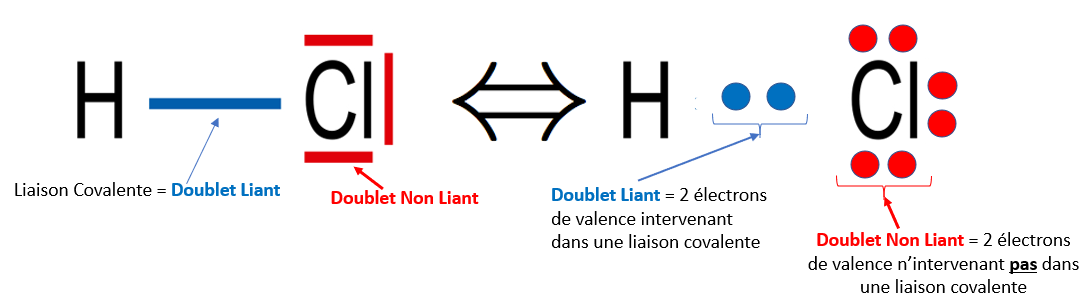 H Cl H Cl
Liaison Covalente = Doublet Liant
Doublet Non Liant
Doublet Liant = 2 électrons
de valence intervenant
dans une liaison covalente
Doublet Non Liant = 2 électrons
de valence n’intervenant pas dans
une liaison covalente